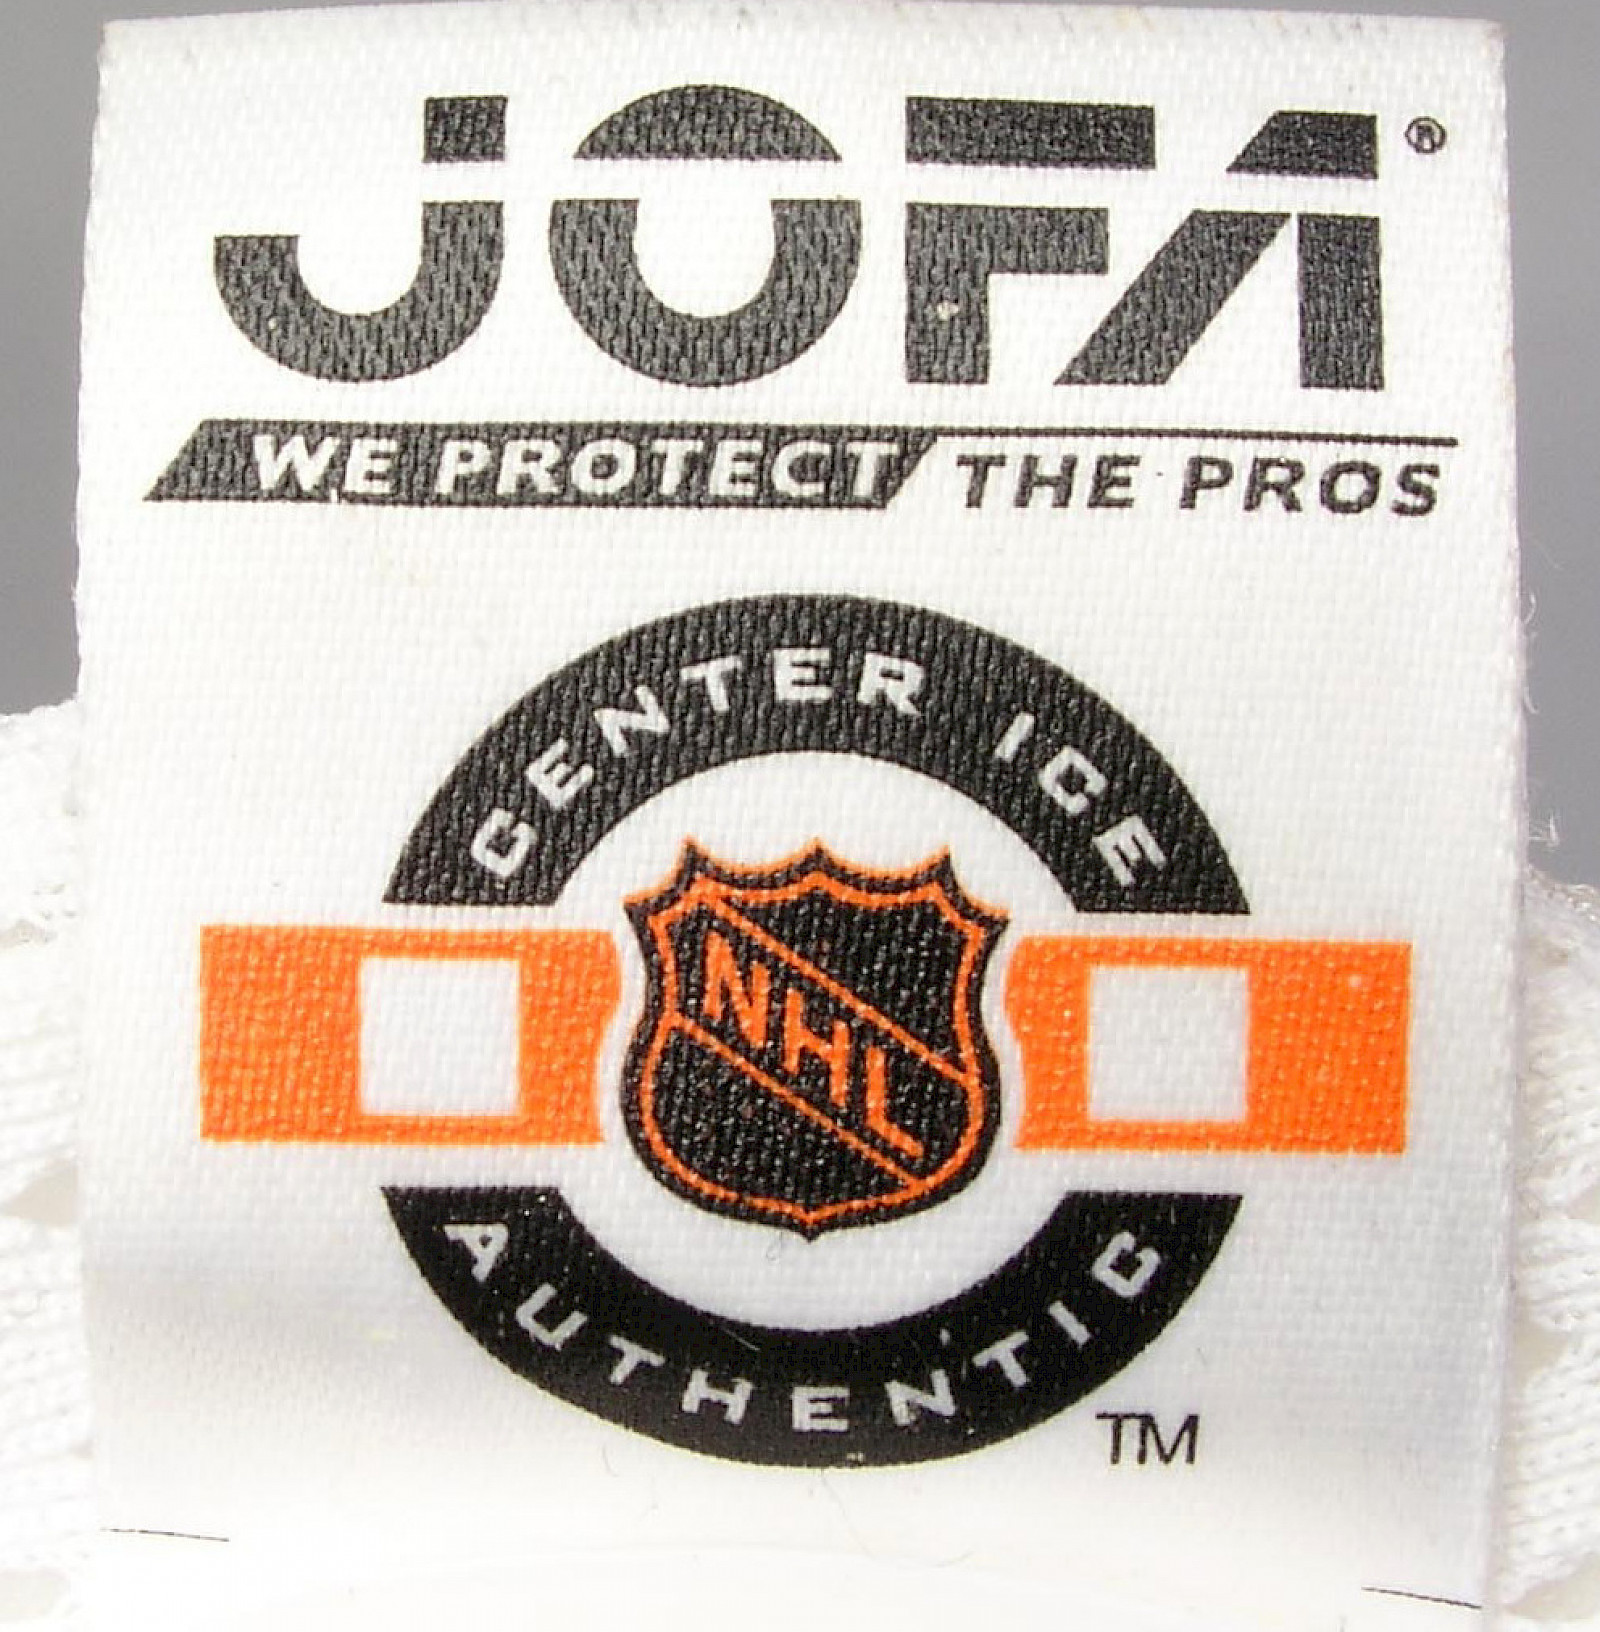 JOFA®
WE PROTECT THE PROS
CENTER ICE
NHL
AUTHENTIC
TM